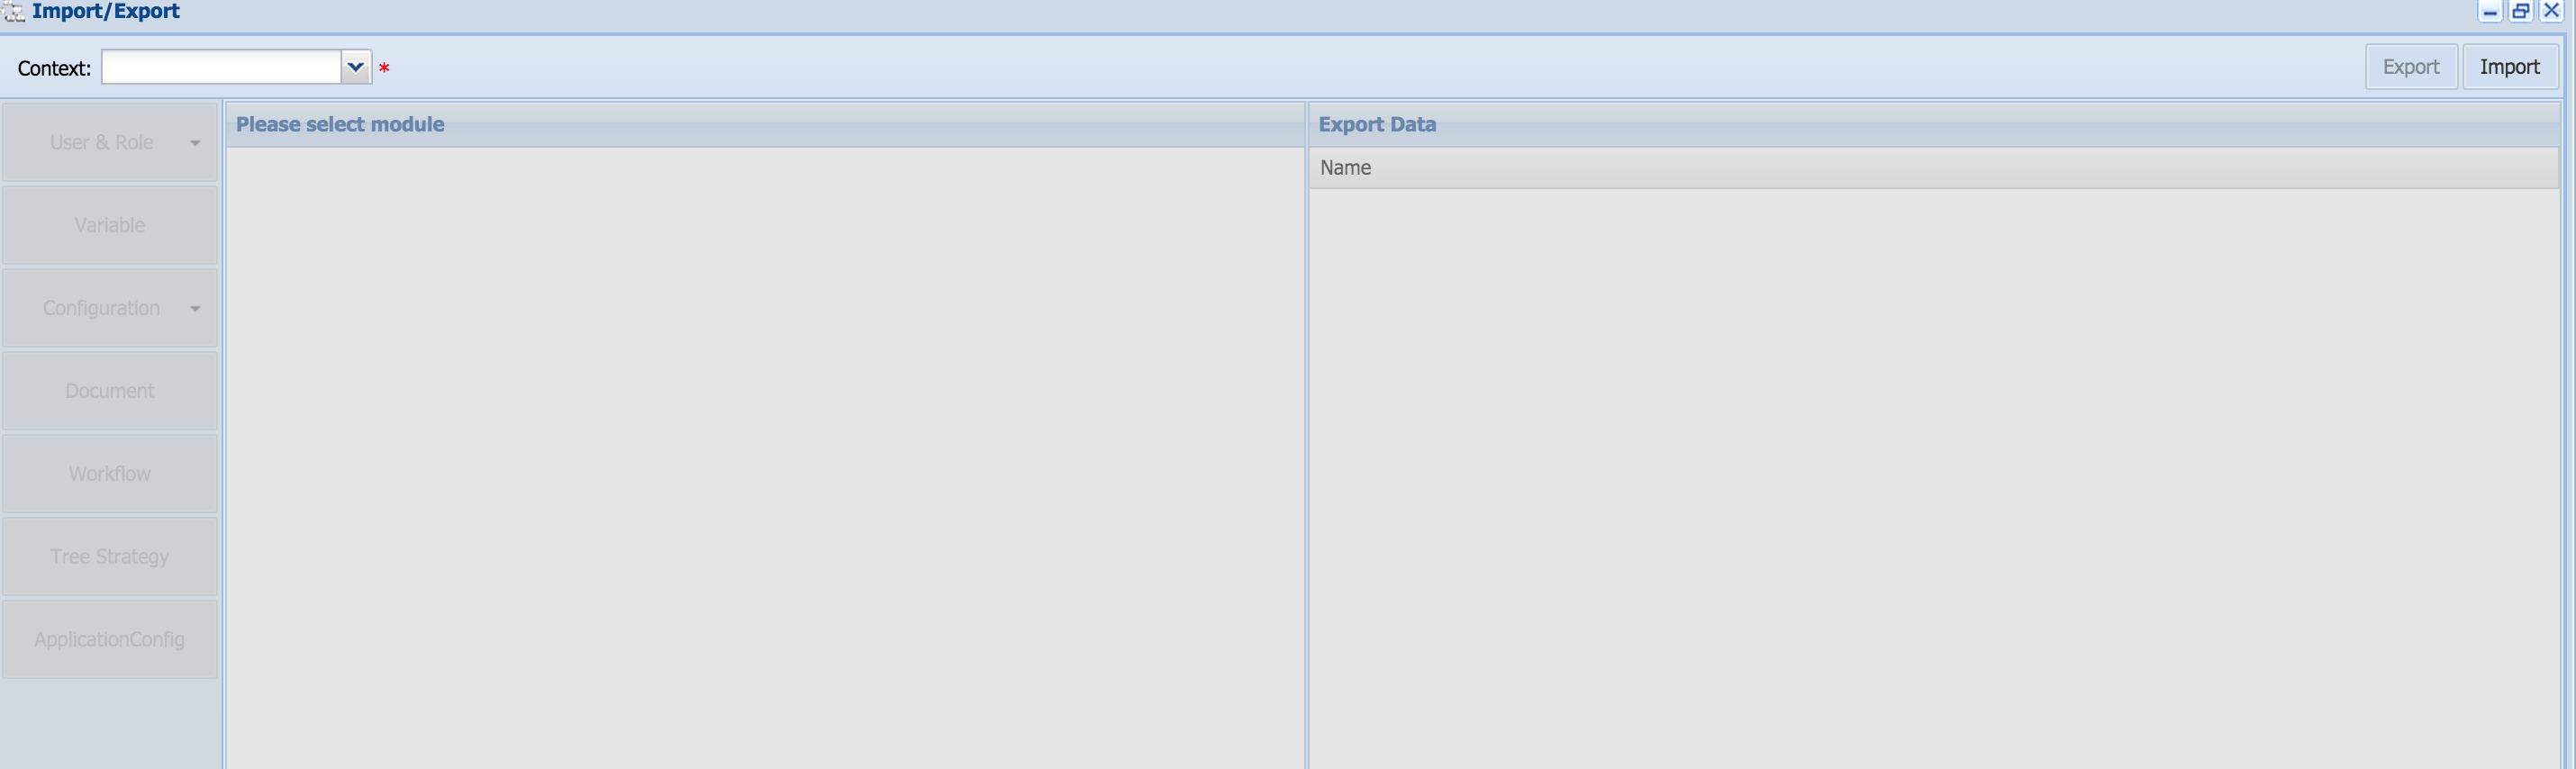 Import/Export
Context: *
Export
Import
User & Role
Variable
Configuration
Document
Workflow
Tree Strategy
ApplicationConfig
Please select module
Export Data
Name